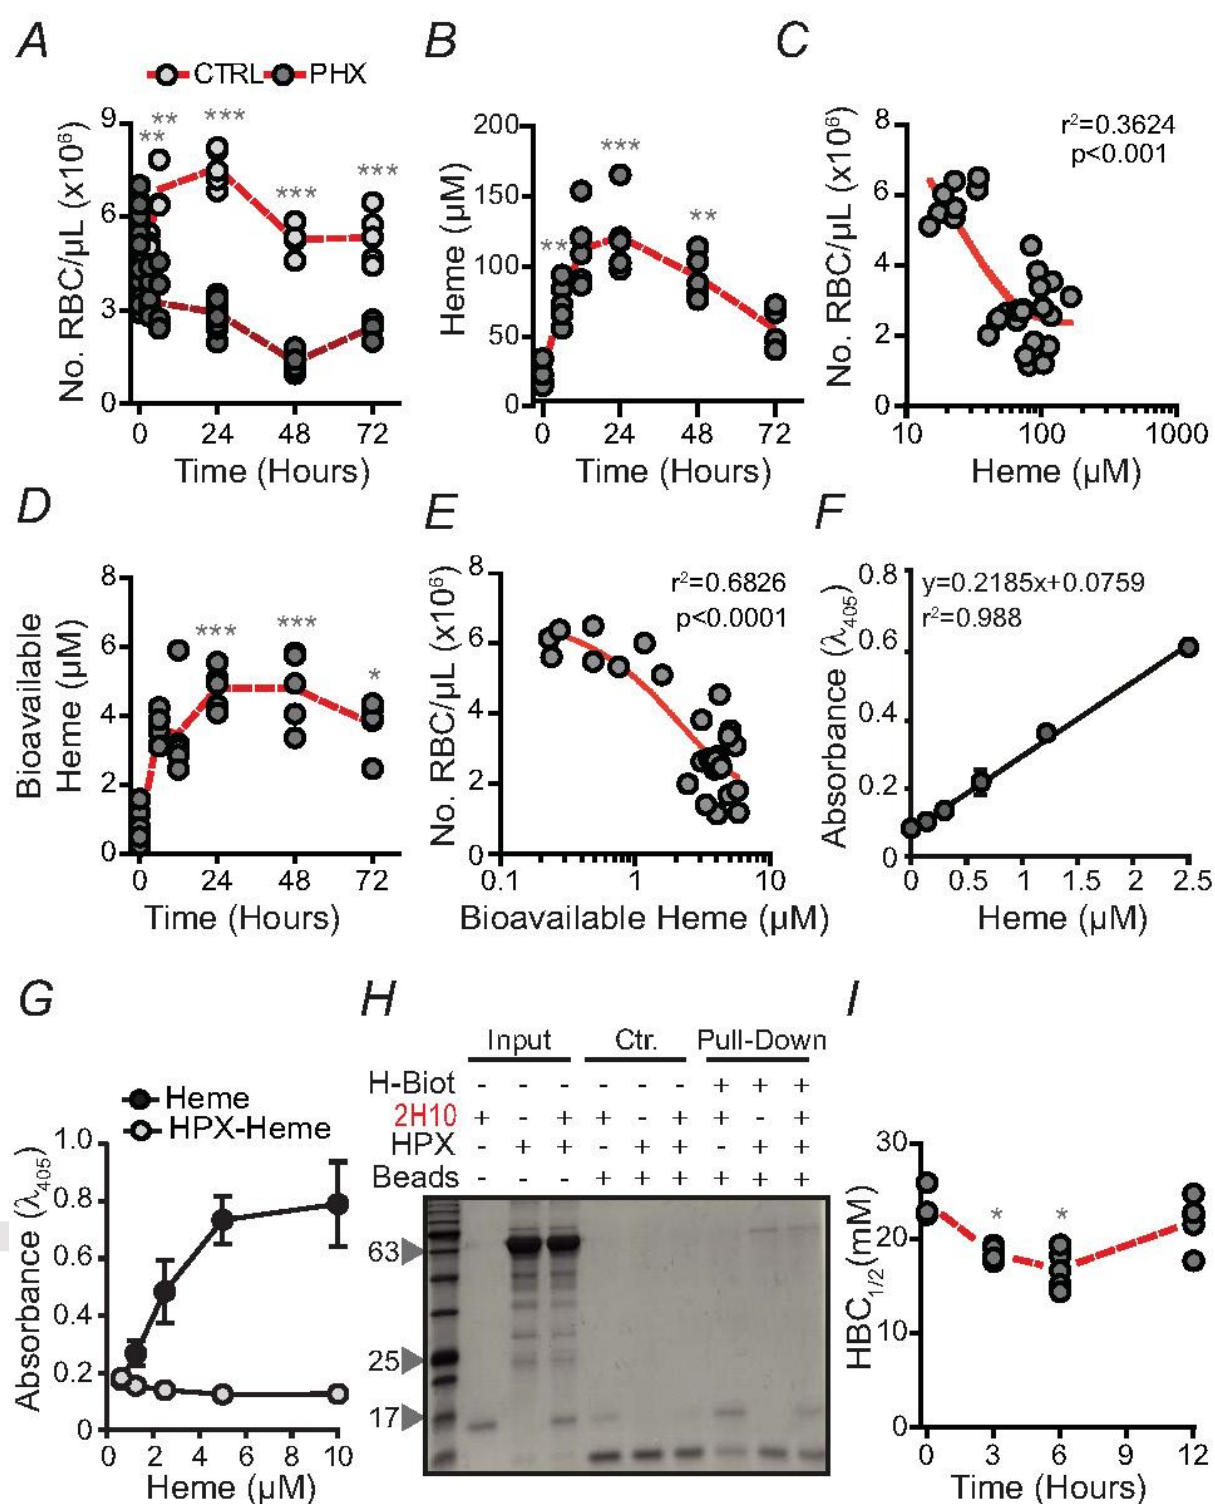 A
CTRL PHX
No. RBC/µL (x10⁶)
9
6
3
0
** ** *** *** ***
0 24 48 72
Time (Hours)
B
Heme (µM)
200
150
100
50
0
** *** **
0 24 48 72
Time (Hours)
C
No. RBC/µL (x10⁶)
8
6
4
2
0
r²=0.3624
p<0.001
10 100 1000
Heme (µM)
D
Bioavailable
Heme (µM)
8
6
4
2
0
*** *** *
0 24 48 72
Time (Hours)
E
No. RBC/µL (x10⁶)
8
6
4
2
0
r²=0.6826
p<0.0001
0.1 1 10
Bioavailable Heme (µM)
F
Absorbance (λ₄₀₅)
0.8
0.6
0.4
0.2
0
y=0.2185x+0.0759
r²=0.988
0 0.5 1 1.5 2 2.5
Heme (µM)
G
Heme
HPX-Heme
Absorbance (λ₄₀₅)
1.0
0.8
0.6
0.4
0.2
0
0 2 4 6 8 10
Heme (µM)
H
Input Ctr. Pull-Down
H-Biot - - - - - - + + +
2H10 + - + + - + + - +
HPX - + + - + + - + +
Beads - - - + + + + + +
63
25
17
I
HBC₁/₂(mM)
30
20
10
0
* *
0 3 6 9 12
Time (Hours)